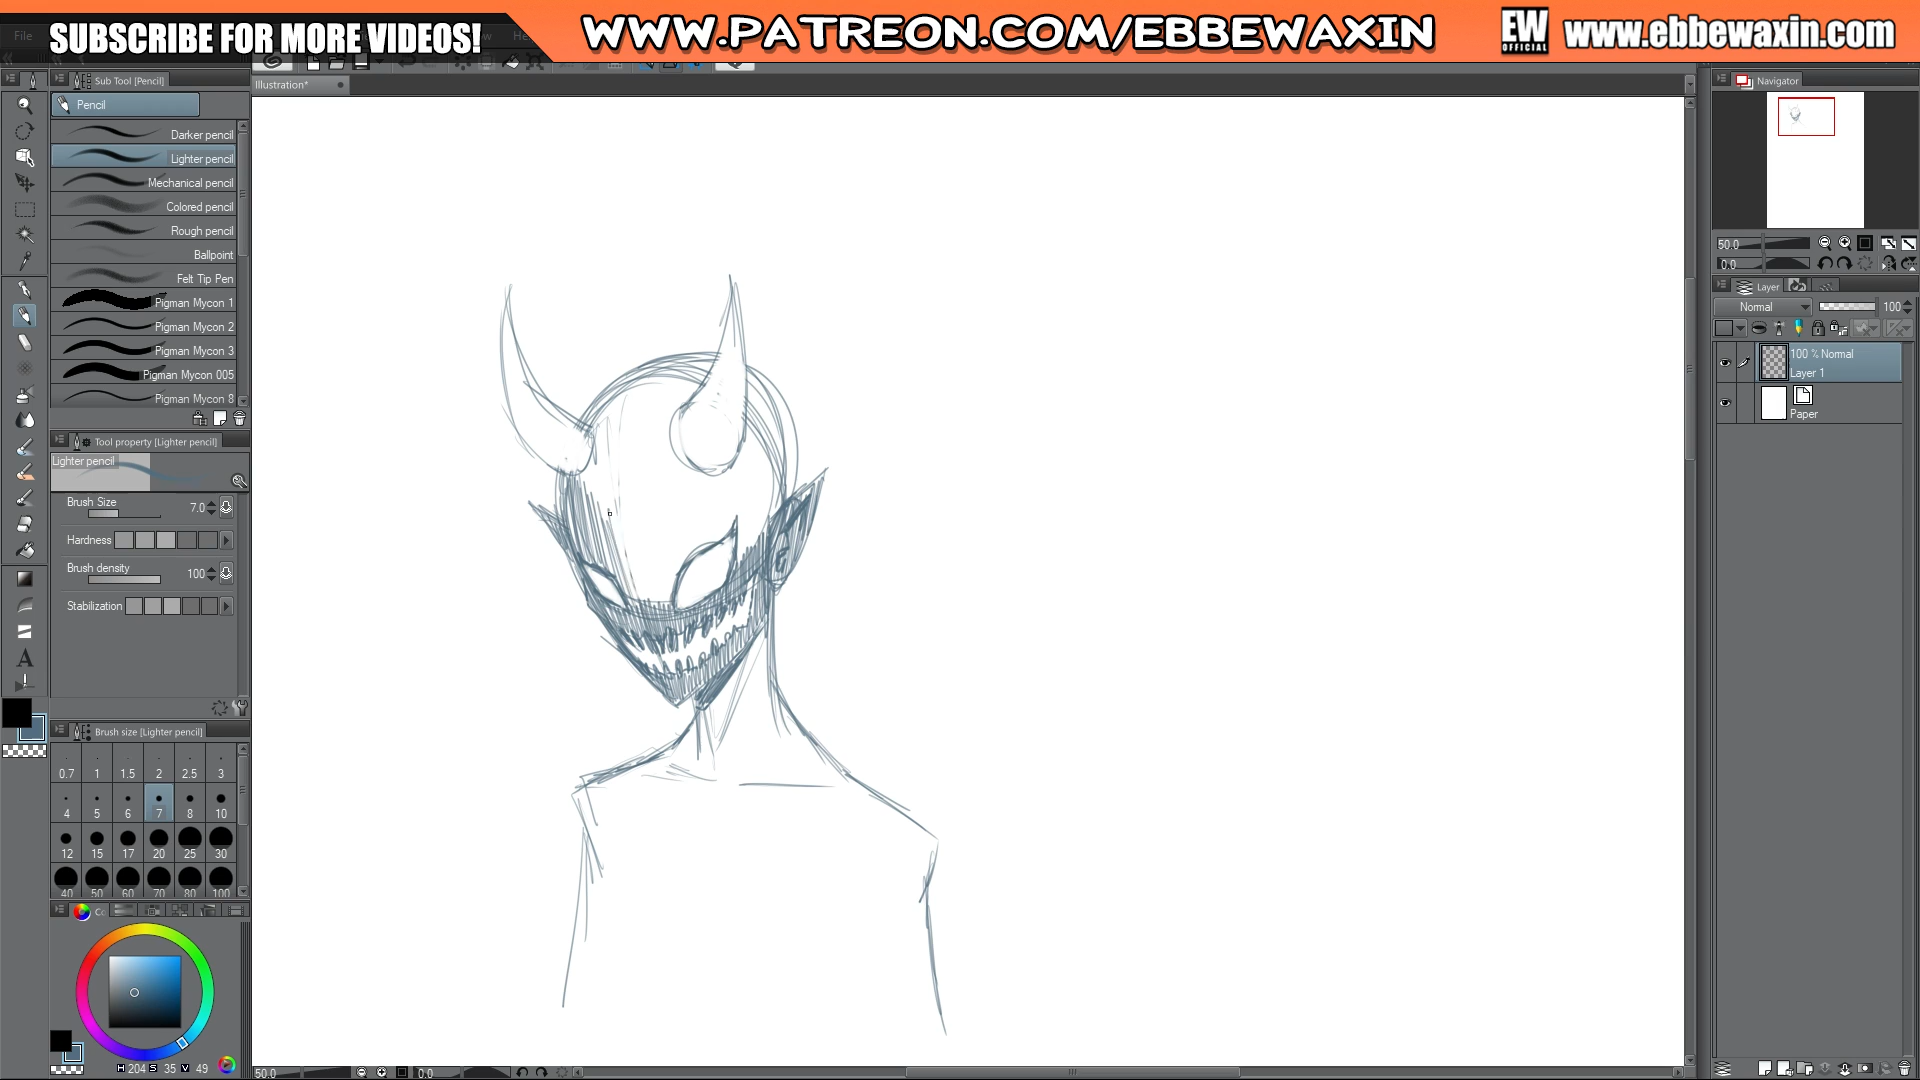 SUBSCRIBE FOR MORE VIDEOS!
WWW.PATREON.COM/EBBEWAXIN
EW
OFFICIAL
www.ebbewaxin.com
File
Sub Tool [Pencil]
Pencil
Darker pencil
Lighter pencil
Mechanical pencil
Colored pencil
Rough pencil
Ballpoint
Felt Tip Pen
Pigman Mycon 1
Pigman Mycon 2
Pigman Mycon 3
Pigman Mycon 005
Pigman Mycon 8
Tool property [Lighter pencil]
Lighter pencil
Brush Size 7.0
Hardness
Brush density 100
Stabilization
Brush size [Lighter pencil]
0.7 1 1.5 2 2.5 3
4 5 6 7 8 10
12 15 17 20 25 30
40 50 60 70 80 100
H 204 S 35 V 49
Illustration*
50.0 0.0
Navigator
50.0
0.0
Layer
Normal 100
100 % Normal
Layer 1
Paper